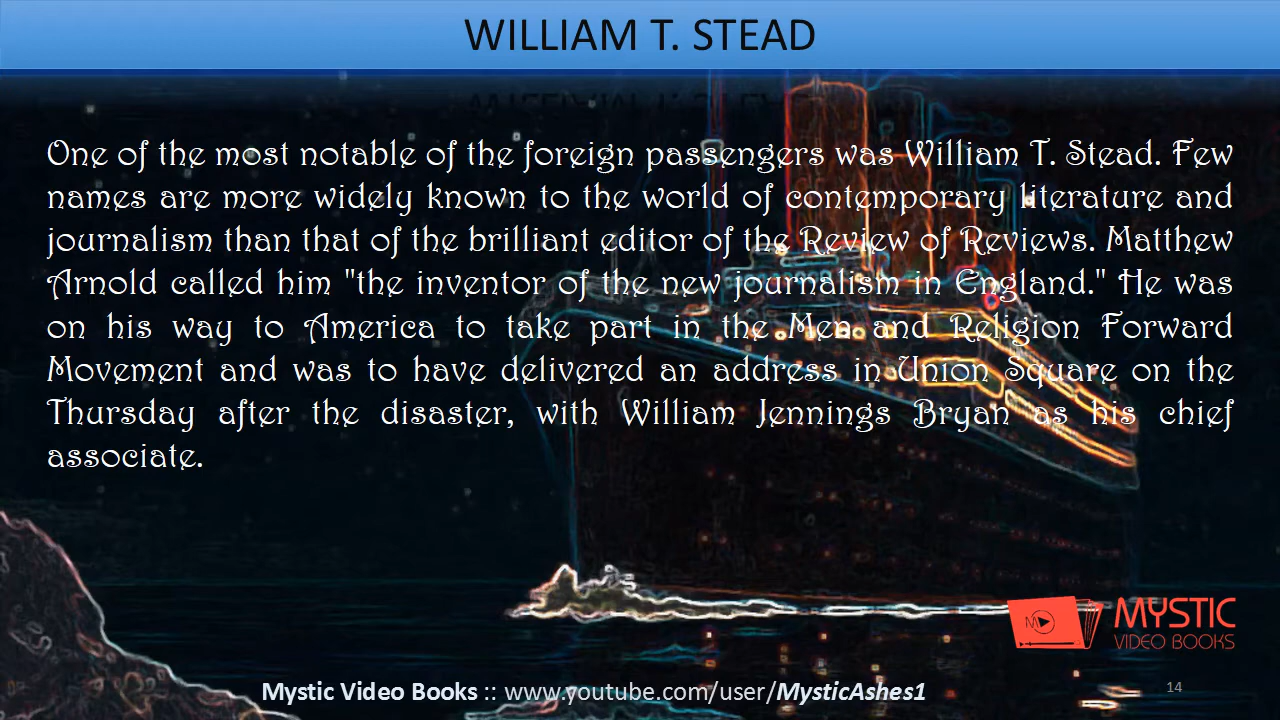 WILLIAM T. STEAD
One of the most notable of the foreign passengers was William T. Stead. Few
names are more widely known to the world of contemporary literature and
journalism than that of the brilliant editor of the Review of Reviews. Matthew
Arnold called him "the inventor of the new journalism in England." He was
on his way to America to take part in the Men and Religion Forward
Movement and was to have delivered an address in Union Square on the
Thursday after the disaster, with William Jennings Bryan as his chief
associate.
MYSTIC
VIDEO BOOKS
Mystic Video Books :: www.youtube.com/user/MysticAshes1
14